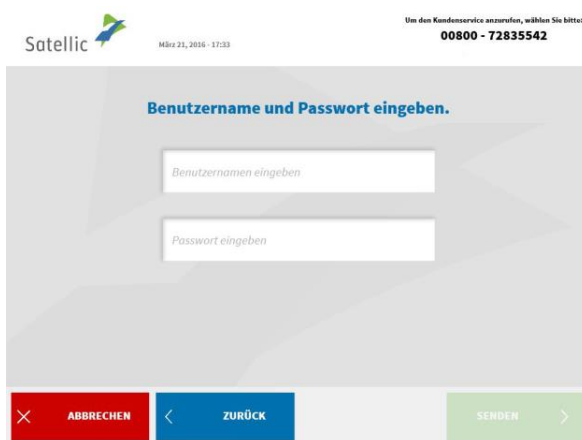 Satellic
März 21, 2016 - 17:33
Um den Kundenservice anzurufen, wählen Sie bitte:
00800 - 72835542
Benutzername und Passwort eingeben.
Benutzernamen eingeben
Passwort eingeben
ABBRECHEN
ZURÜCK
SENDEN